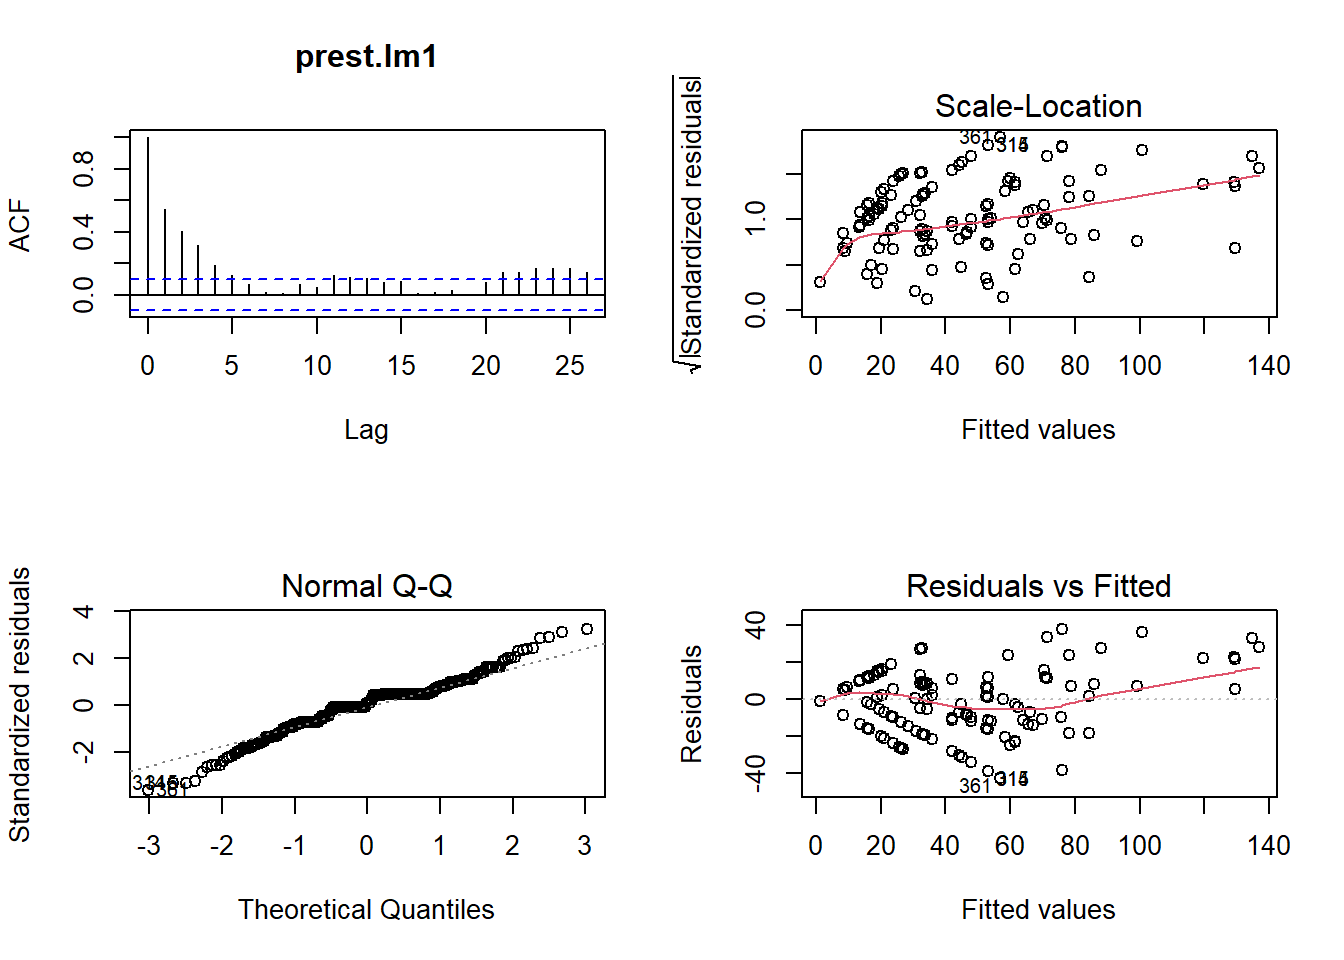 prest.lm1
ACF
0.0 0.4 0.8
0 5 10 15 20 25
Lag
Scale-Location
√|Standardized residuals|
0.0 1.0
361
0 20 40 60 80 100 140
Fitted values
Normal Q-Q
Standardized residuals
-2 0 2 4
361
-3 -2 -1 0 1 2 3
Theoretical Quantiles
Residuals vs Fitted
Residuals
-40 0 40
361
0 20 40 60 80 100 140
Fitted values